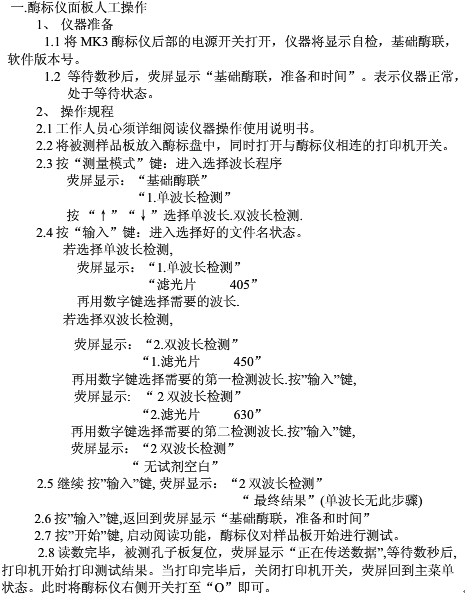 一.酶标仪面板人工操作
1、 仪器准备
1.1 将 MK3 酶标仪后部的电源开关打开，仪器将显示自检，基础酶联，
软件版本号。
1.2 等待数秒后，荧屏显示“基础酶联，准备和时间”。表示仪器正常，
处于等待状态。
2、 操作规程
2.1 工作人员心须详细阅读仪器操作使用说明书。
2.2 将被测样品板放入酶标盘中，同时打开与酶标仪相连的打印机开关。
2.3 按“测量模式”键：进入选择波长程序
荧屏显示：“基础酶联”
“1.单波长检测”
按 “↑”“↓”选择单波长.双波长检测.
2.4 按“输入”键：进入选择好的文件名状态。
若选择单波长检测,
荧屏显示：“1.单波长检测”
“滤光片 405”
再用数字键选择需要的波长.
若选择双波长检测,
荧屏显示：“2.双波长检测”
“1.滤光片 450”
再用数字键选择需要的第一检测波长.按”输入”键,
荧屏显示: “ 2 双波长检测”
“2.滤光片 630”
再用数字键选择需要的第二检测波长.按”输入”键,
荧屏显示：“2 双波长检测”
“ 无试剂空白”
2.5 继续 按”输入”键, 荧屏显示：“2 双波长检测”
“ 最终结果” (单波长无此步骤)
2.6 按”输入”键,返回到荧屏显示“基础酶联，准备和时间”
2.7 按”开始”键, 启动阅读功能，酶标仪对样品板开始进行测试。
2.8 读数完毕，被测孔子板复位，荧屏显示“正在传送数据”,等待数秒后,
打印机开始打印测试结果。当打印完毕后，关闭打印机开关，荧屏回到主菜单
状态。此时将酶标仪右侧开关打至“O”即可。